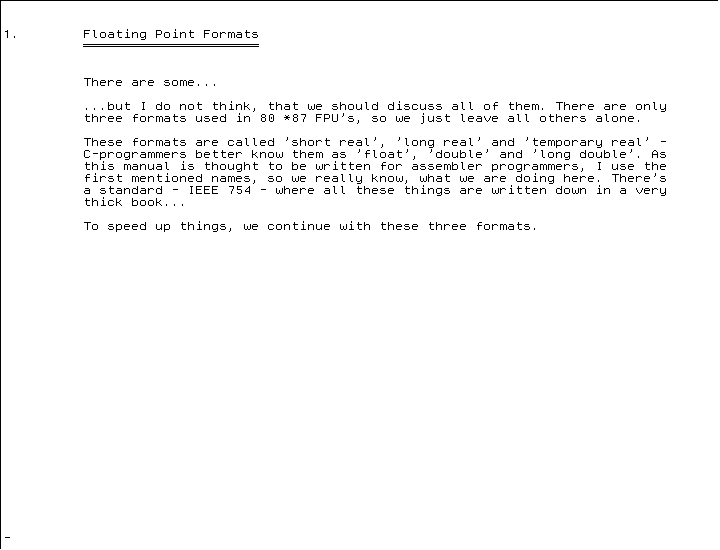 1. Floating Point Formats
There are some...
...but I do not think, that we should discuss all of them. There are only
three formats used in 80 *87 FPU's, so we just leave all others alone.
These formats are called 'short real', 'long real' and 'temporary real' -
C-programmers better know them as 'float', 'double' and 'long double'. As
this manual is thought to be written for assembler programmers, I use the
first mentioned names, so we really know, what we are doing here. There's
a standard - IEEE 754 - where all these things are written down in a very
thick book...
To speed up things, we continue with these three formats.
-